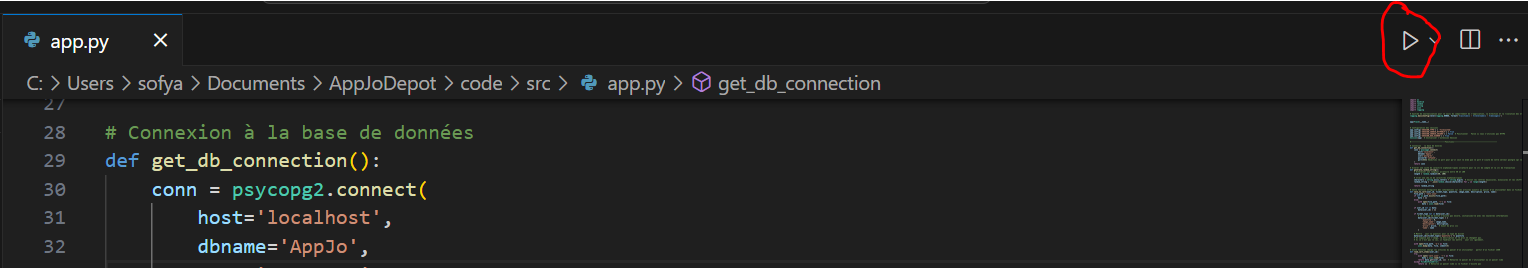 app.py
C: > Users > sofya > Documents > AppJoDepot > code > src > app.py > get_db_connection
27
28 # Connexion à la base de données
29 def get_db_connection():
30 conn = psycopg2.connect(
31 host='localhost',
32 dbname='AppJo',